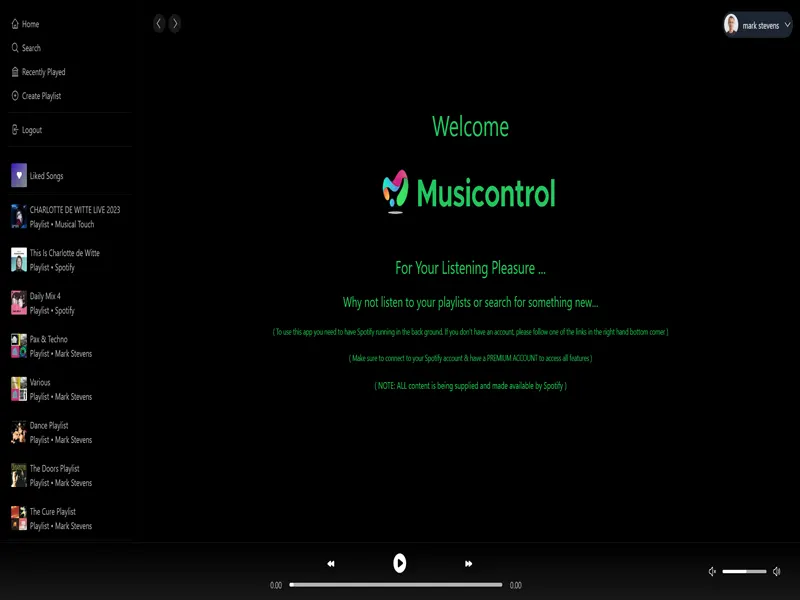 Home
Search
Recently Played
Create Playlist
Logout
Liked Songs
CHARLOTTE DE WITTE LIVE 2023
Playlist • Musical Touch
This Is Charlotte de Witte
Playlist • Spotify
Daily Mix 4
Playlist • Spotify
Pax & Techno
Playlist • Mark Stevens
Various
Playlist • Mark Stevens
Dance Playlist
Playlist • Mark Stevens
The Doors Playlist
Playlist • Mark Stevens
The Cure Playlist
Playlist • Mark Stevens
mark stevens
Welcome
Musicontrol
For Your Listening Pleasure ...
Why not listen to your playlists or search for something new...
( To use this app you need to have Spotify running in the back ground. If you don't have an account, please follow one of the links in the right hand bottom corner )
( Make sure to connect to your Spotify account & have a PREMIUM ACCOUNT to access all features )
( NOTE: ALL content is being supplied and made available by Spotify )
0.00
0.00